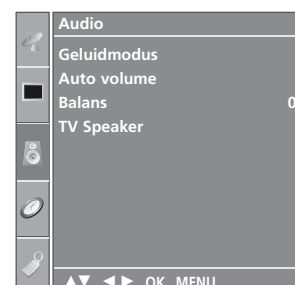 Audio
Geluidmodus
Auto volume
Balans 0
TV Speaker
▲▼ ◄► OK MENU